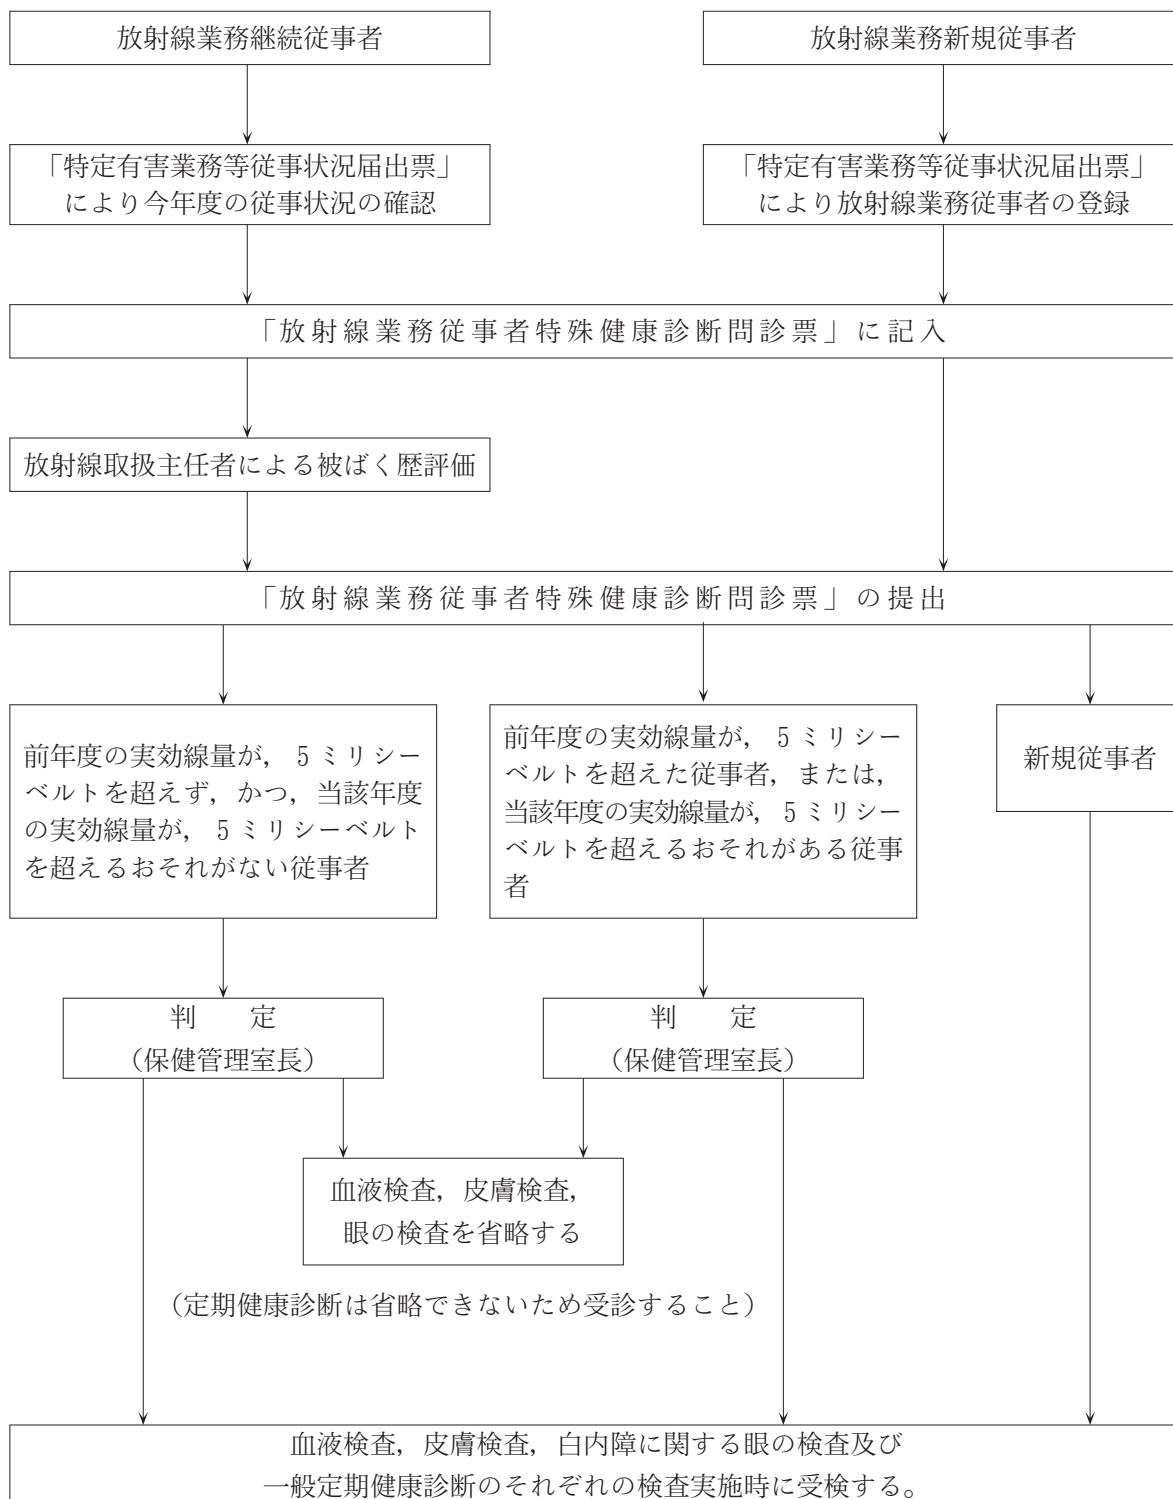 放射線業務継続従事者
放射線業務新規従事者
「特定有害業務等従事状況届出票」
により今年度の従事状況の確認
「特定有害業務等従事状況届出票」
により放射線業務従事者の登録
「放射線業務従事者特殊健康診断問診票」に記入
放射線取扱主任者による被ばく歴評価
「放射線業務従事者特殊健康診断問診票」の提出
前年度の実効線量が，5ミリシー
ベルトを超えず，かつ，当該年度
の実効線量が，5ミリシーベルト
を超えるおそれがない従事者
前年度の実効線量が，5ミリシー
ベルトを超えた従事者，または，
当該年度の実効線量が，5ミリシー
ベルトを超えるおそれがある従事
者
新規従事者
判　定
（保健管理室長）
判　定
（保健管理室長）
血液検査，皮膚検査，
眼の検査を省略する
（定期健康診断は省略できないため受診すること）
血液検査，皮膚検査，白内障に関する眼の検査及び
一般定期健康診断のそれぞれの検査実施時に受検する。